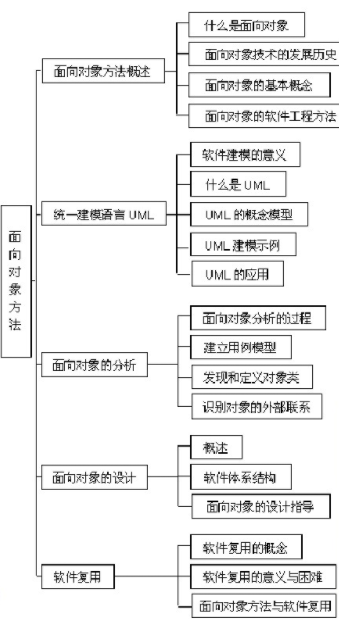 面向对象方法
面向对象方法概述
什么是面向对象
面向对象技术的发展历史
面向对象的基本概念
面向对象的软件工程方法
统一建模语言UML
软件建模的意义
什么是UML
UML的概念模型
UML建模示例
UML的应用
面向对象的分析
面向对象分析的过程
建立用例模型
发现和定义对象类
识别对象的外部联系
面向对象的设计
概述
软件体系结构
面向对象的设计指导
软件复用
软件复用的概念
软件复用的意义与困难
面向对象方法与软件复用